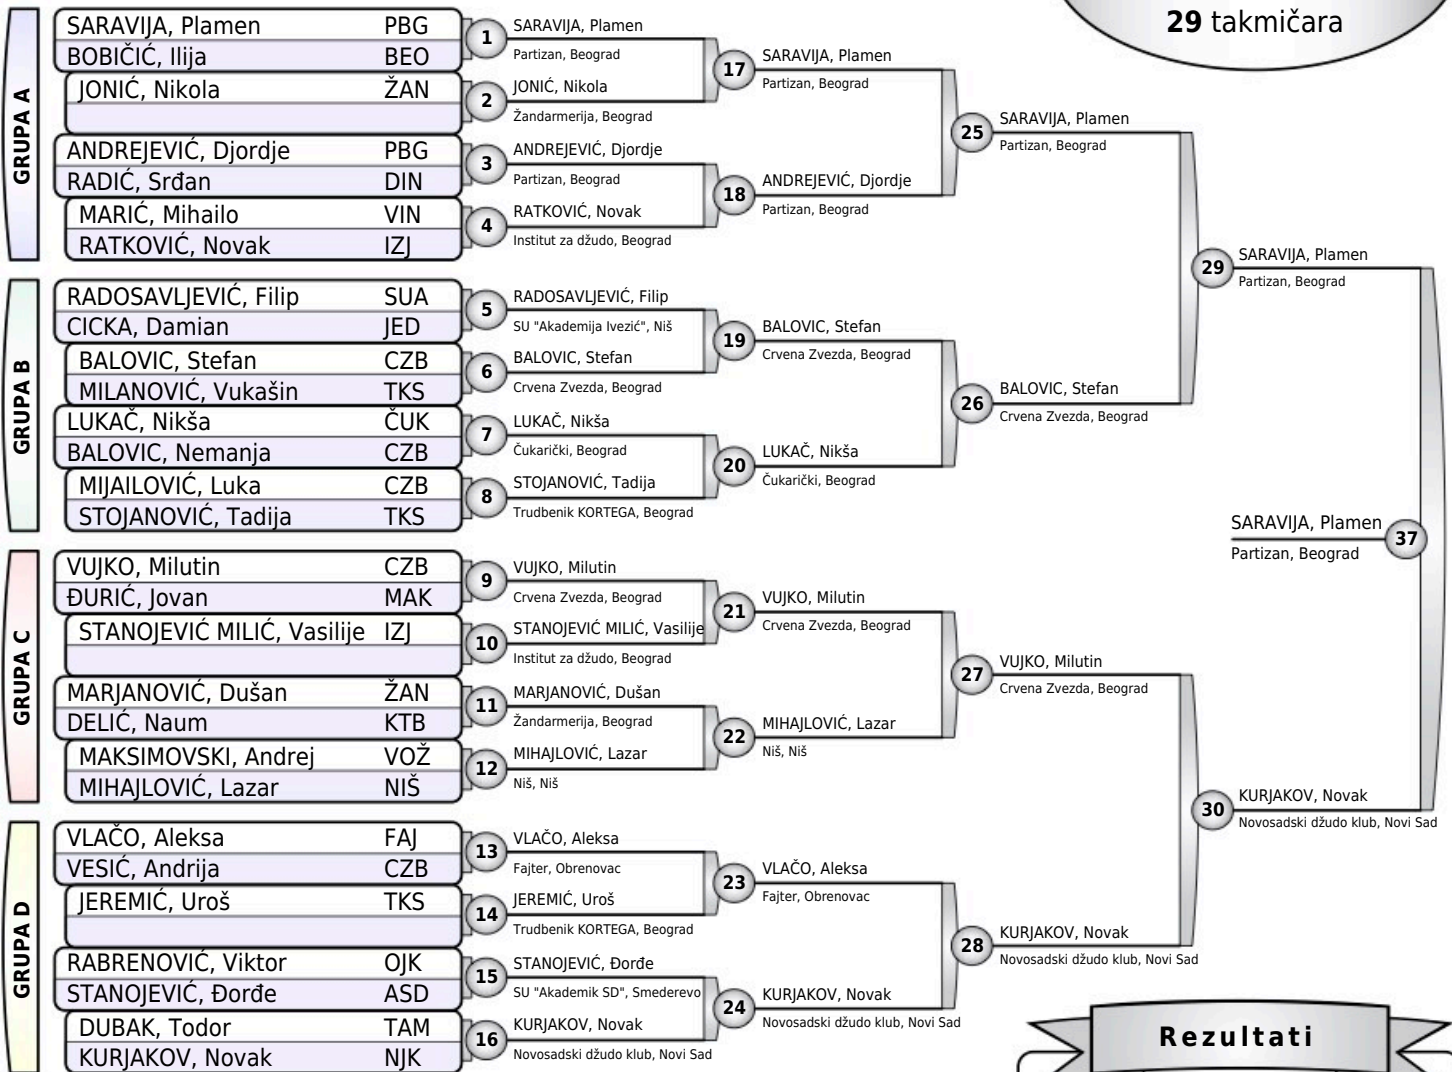 29 takmičara
GRUPA A
SARAVIJA, Plamen PBG
BOBIČIĆ, Ilija BEO
JONIĆ, Nikola ŽAN
ANDREJEVIĆ, Djordje PBG
RADIĆ, Srđan DIN
MARIĆ, Mihailo VIN
RATKOVIĆ, Novak IZJ
GRUPA B
RADOSAVLJEVIĆ, Filip SUA
CICKA, Damian JED
BALOVIC, Stefan CZB
MILANOVIĆ, Vukašin TKS
LUKAČ, Nikša ČUK
BALOVIC, Nemanja CZB
MIJAILOVIĆ, Luka CZB
STOJANOVIĆ, Tadija TKS
GRUPA C
VUJKO, Milutin CZB
ĐURIĆ, Jovan MAK
STANOJEVIĆ MILIĆ, Vasilije IZJ
MARJANOVIĆ, Dušan ŽAN
DELIĆ, Naum KTB
MAKSIMOVSKI, Andrej VOŽ
MIHAJLOVIĆ, Lazar NIŠ
GRUPA D
VLAČO, Aleksa FAJ
VESIĆ, Andrija CZB
JEREMIĆ, Uroš TKS
RABRENOVIĆ, Viktor OJK
STANOJEVIĆ, Đorđe ASD
DUBAK, Todor TAM
KURJAKOV, Novak NJK
1 SARAVIJA, Plamen
Partizan, Beograd
2 JONIĆ, Nikola
Žandarmerija, Beograd
3 ANDREJEVIĆ, Djordje
Partizan, Beograd
4 RATKOVIĆ, Novak
Institut za džudo, Beograd
5 RADOSAVLJEVIĆ, Filip
SU "Akademija Ivezić", Niš
6 BALOVIC, Stefan
Crvena Zvezda, Beograd
7 LUKAČ, Nikša
Čukarički, Beograd
8 STOJANOVIĆ, Tadija
Trudbenik KORTEGA, Beograd
9 VUJKO, Milutin
Crvena Zvezda, Beograd
10 STANOJEVIĆ MILIĆ, Vasilije
Institut za džudo, Beograd
11 MARJANOVIĆ, Dušan
Žandarmerija, Beograd
12 MIHAJLOVIĆ, Lazar
Niš, Niš
13 VLAČO, Aleksa
Fajter, Obrenovac
14 JEREMIĆ, Uroš
Trudbenik KORTEGA, Beograd
15 STANOJEVIĆ, Đorđe
SU "Akademik SD", Smederevo
16 KURJAKOV, Novak
Novosadski džudo klub, Novi Sad
17 SARAVIJA, Plamen
Partizan, Beograd
18 ANDREJEVIĆ, Djordje
Partizan, Beograd
19 BALOVIC, Stefan
Crvena Zvezda, Beograd
20 LUKAČ, Nikša
Čukarički, Beograd
21 VUJKO, Milutin
Crvena Zvezda, Beograd
22 MIHAJLOVIĆ, Lazar
Niš, Niš
23 VLAČO, Aleksa
Fajter, Obrenovac
24 KURJAKOV, Novak
Novosadski džudo klub, Novi Sad
25 SARAVIJA, Plamen
Partizan, Beograd
26 BALOVIC, Stefan
Crvena Zvezda, Beograd
27 VUJKO, Milutin
Crvena Zvezda, Beograd
28 KURJAKOV, Novak
Novosadski džudo klub, Novi Sad
29 SARAVIJA, Plamen
Partizan, Beograd
30 KURJAKOV, Novak
Novosadski džudo klub, Novi Sad
SARAVIJA, Plamen 37
Partizan, Beograd
Rezultati